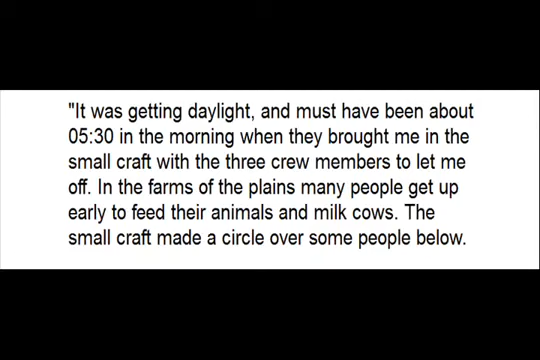 "It was getting daylight, and must have been about
05:30 in the morning when they brought me in the
small craft with the three crew members to let me
off. In the farms of the plains many people get up
early to feed their animals and milk cows. The
small craft made a circle over some people below.